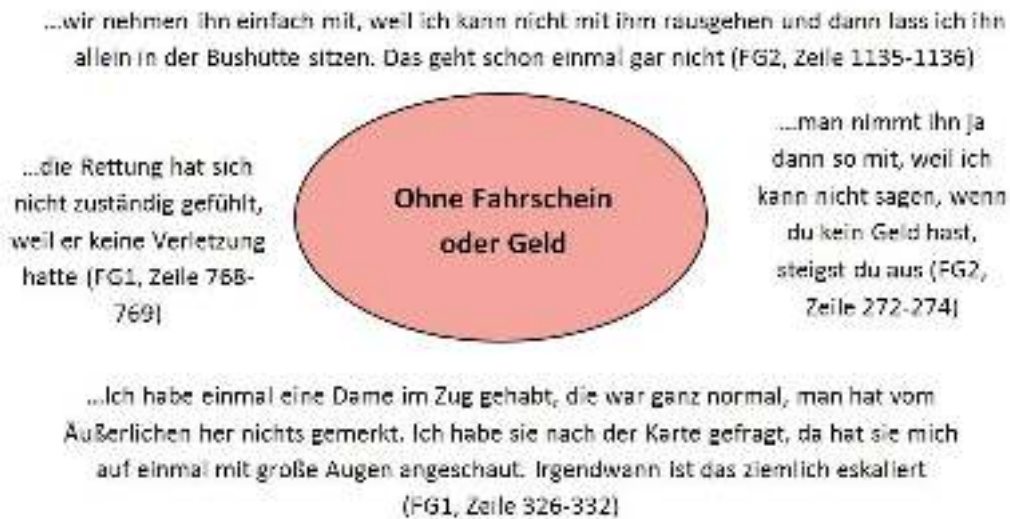 ...wir nehmen ihn einfach mit, weil ich kann nicht mit ihm rausgehen und dann lass ich ihn
allein in der Bushütte sitzen. Das geht schon einmal gar nicht (FG2, Zeile 1135-1136)
...die Rettung hat sich
nicht zuständig gefühlt,
weil er keine Verletzung
hatte (FG1, Zeile 768-
769)
Ohne Fahrschein
oder Geld
...man nimmt ihn ja
dann so mit, weil ich
kann nicht sagen, wenn
du kein Geld hast,
steigst du aus (FG2,
Zeile 272-274)
...Ich habe einmal eine Dame im Zug gehabt, die war ganz normal, man hat vom
Äußerlichen her nichts gemerkt. Ich habe sie nach der Karte gefragt, da hat sie mich
auf einmal mit große Augen angeschaut. Irgendwann ist das ziemlich eskaliert
(FG1, Zeile 326-332)